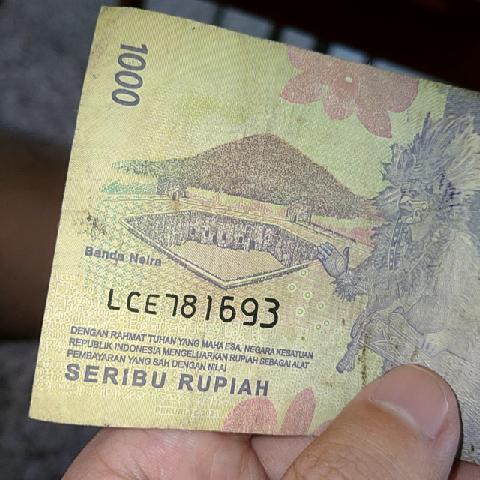 1000
Banda Neira
LCE781693
DENGAN RAHMAT TUHAN YANG MAHA ESA, NEGARA KESATUAN
REPUBLIK INDONESIA MENGELUARKAN RUPIAH SEBAGAI ALAT
PEMBAYARAN YANG SAH DENGAN NILAI
SERIBU RUPIAH